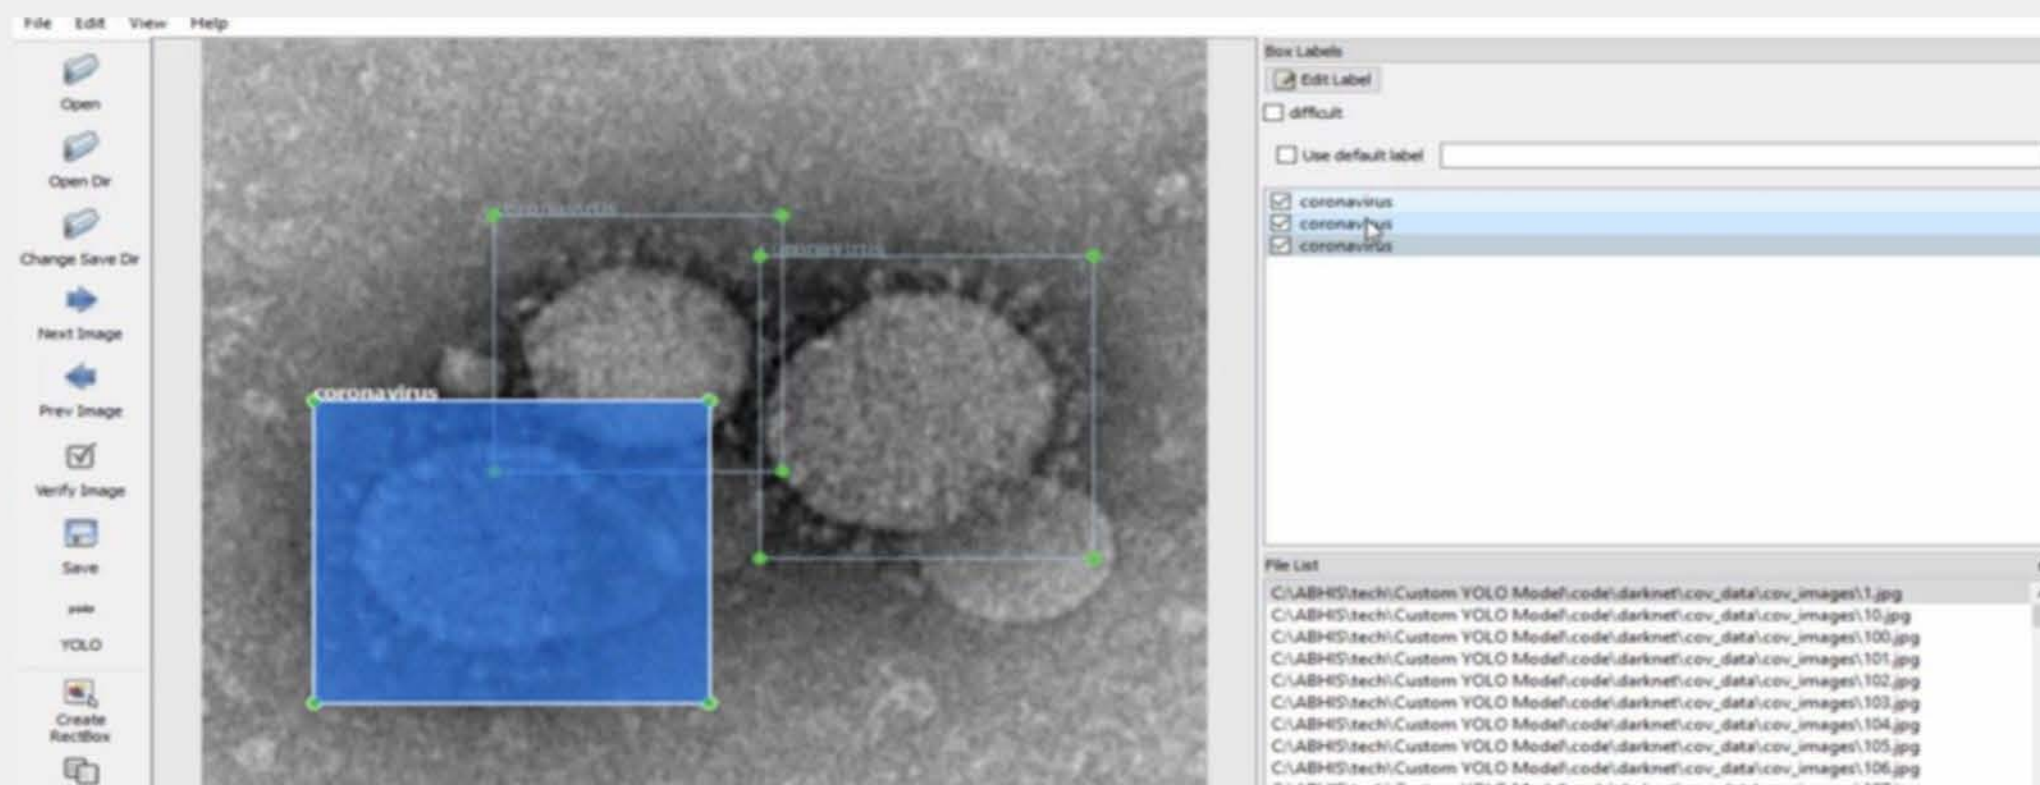 File Edit View Help
Open
Open Dir
Change Save Dir
Next Image
Prev Image
Verify Image
Save
yolo
YOLO
Create
RectBox
coronavirus
coronavirus
coronavirus
Box Labels
Edit Label
difficult
Use default label
coronavirus
coronavirus
coronavirus
File List
C:\ABHIS\tech\Custom YOLO Model\code\darknet\cov_data\cov_images\1.jpg
C:\ABHIS\tech\Custom YOLO Model\code\darknet\cov_data\cov_images\10.jpg
C:\ABHIS\tech\Custom YOLO Model\code\darknet\cov_data\cov_images\100.jpg
C:\ABHIS\tech\Custom YOLO Model\code\darknet\cov_data\cov_images\101.jpg
C:\ABHIS\tech\Custom YOLO Model\code\darknet\cov_data\cov_images\102.jpg
C:\ABHIS\tech\Custom YOLO Model\code\darknet\cov_data\cov_images\103.jpg
C:\ABHIS\tech\Custom YOLO Model\code\darknet\cov_data\cov_images\104.jpg
C:\ABHIS\tech\Custom YOLO Model\code\darknet\cov_data\cov_images\105.jpg
C:\ABHIS\tech\Custom YOLO Model\code\darknet\cov_data\cov_images\106.jpg